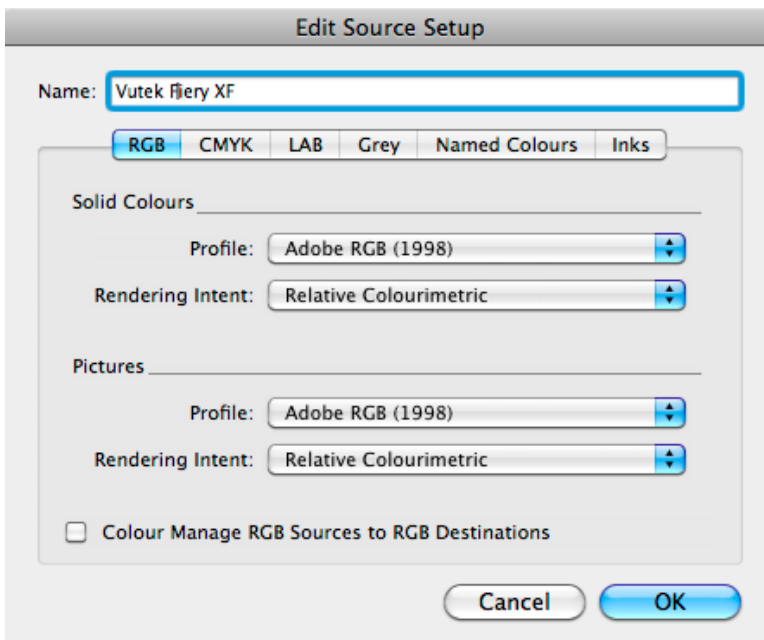 Edit Source Setup
Name: Vutek Fiery XF
RGB CMYK LAB Grey Named Colours Inks
Solid Colours
Profile: Adobe RGB (1998)
Rendering Intent: Relative Colourimetric
Pictures
Profile: Adobe RGB (1998)
Rendering Intent: Relative Colourimetric
Colour Manage RGB Sources to RGB Destinations
Cancel OK